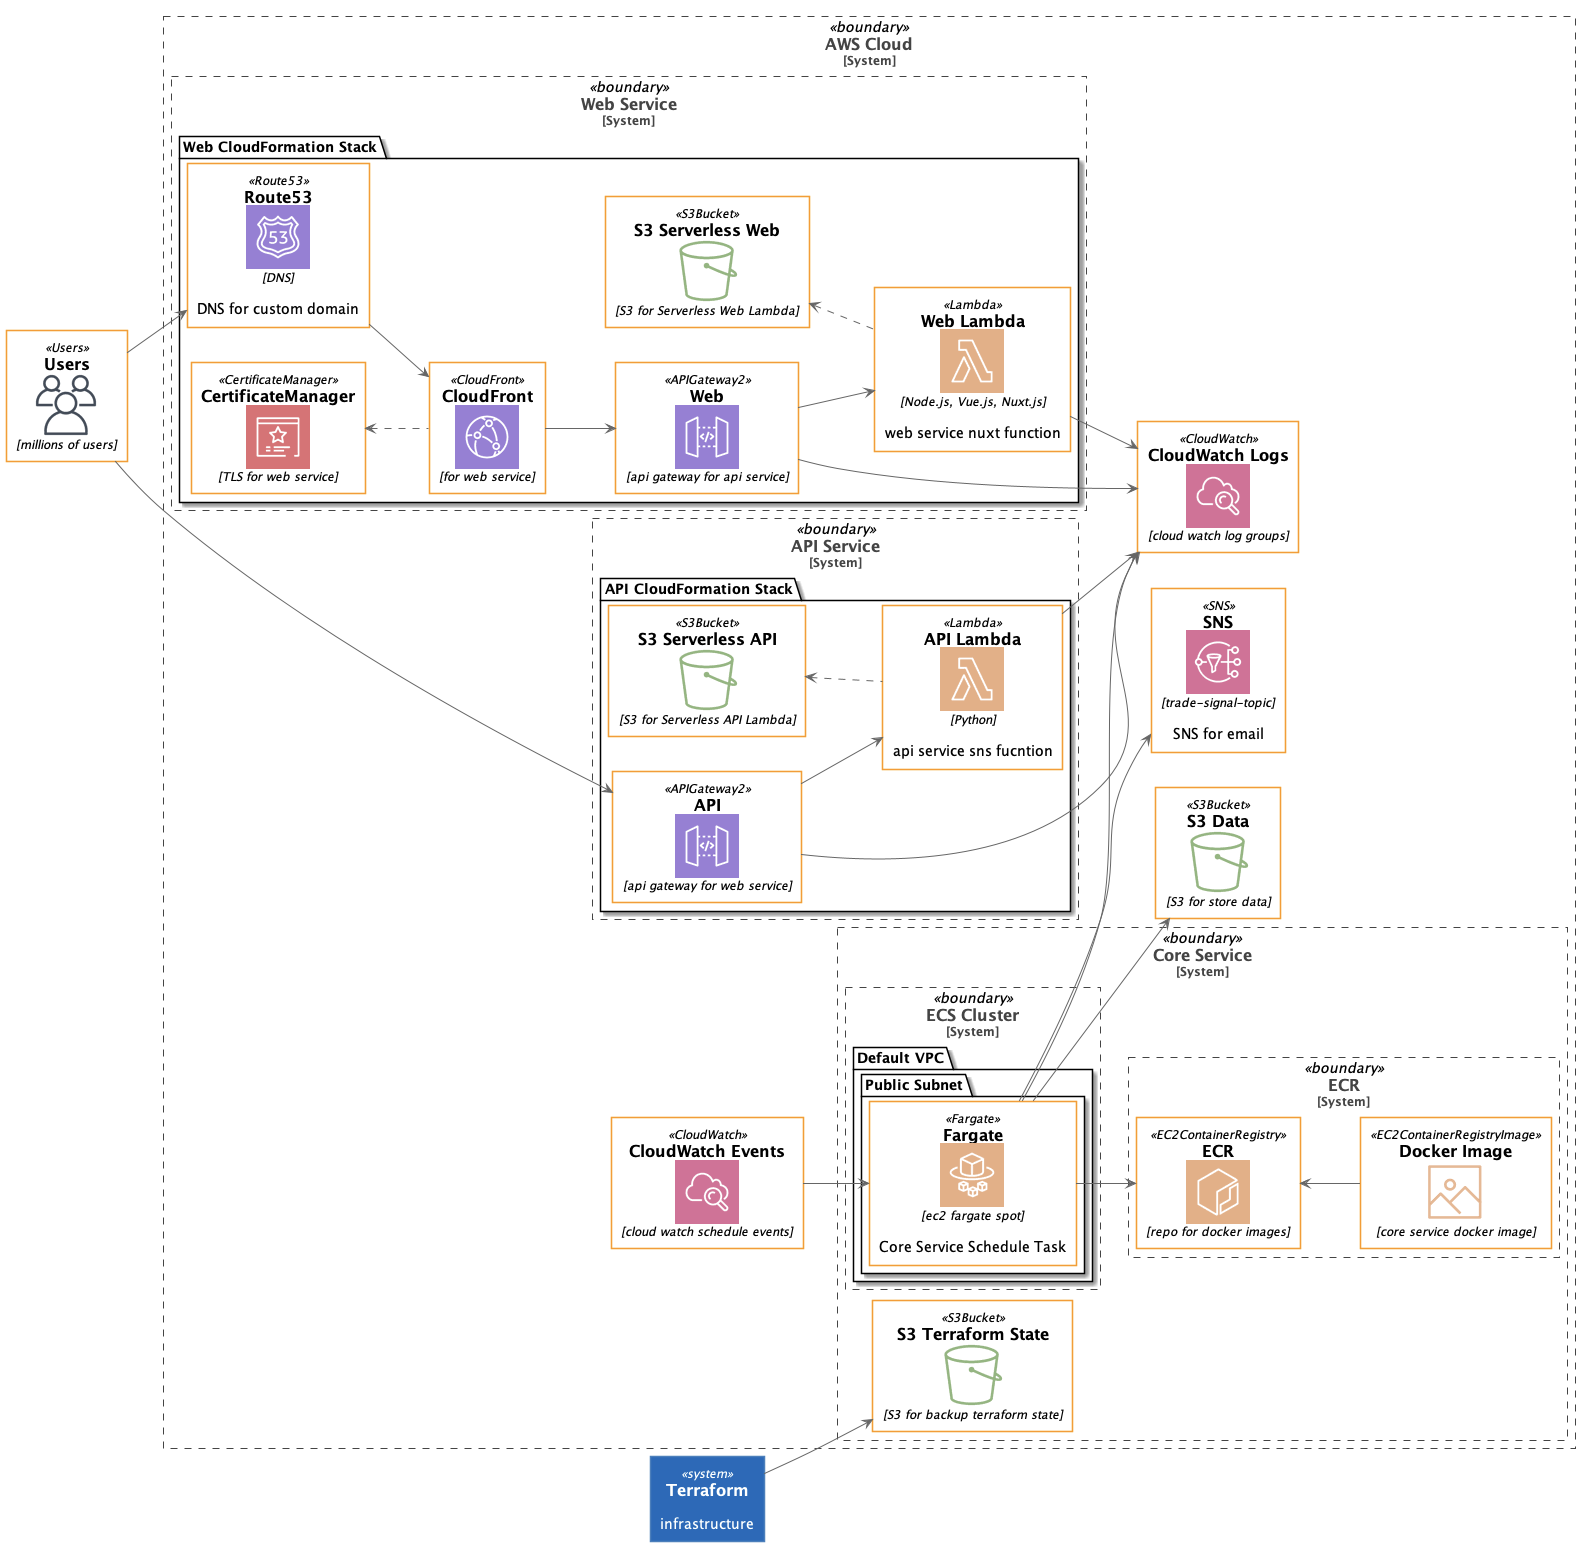 «boundary»
AWS Cloud
[System]
«boundary»
Web Service
[System]
Web CloudFormation Stack
«Route53»
Route53
53
[DNS]
DNS for custom domain
«S3Bucket»
S3 Serverless Web
[S3 for Serverless Web Lambda]
«Lambda»
Web Lambda
[Node.js, Vue.js, Nuxt.js]
web service nuxt function
«Users»
Users
[millions of users]
«CertificateManager»
CertificateManager
[TLS for web service]
«CloudFront»
CloudFront
[for web service]
«APIGateway2»
Web
</>
[api gateway for api service]
«CloudWatch»
CloudWatch Logs
[cloud watch log groups]
«boundary»
API Service
[System]
API CloudFormation Stack
«S3Bucket»
S3 Serverless API
[S3 for Serverless API Lambda]
«Lambda»
API Lambda
[Python]
api service sns fucntion
«SNS»
SNS
[trade-signal-topic]
SNS for email
«APIGateway2»
API
</>
[api gateway for web service]
«S3Bucket»
S3 Data
[S3 for store data]
«boundary»
Core Service
[System]
«boundary»
ECS Cluster
[System]
Default VPC
Public Subnet
«Fargate»
Fargate
[ec2 fargate spot]
Core Service Schedule Task
«boundary»
ECR
[System]
«CloudWatch»
CloudWatch Events
[cloud watch schedule events]
«EC2ContainerRegistry»
ECR
[repo for docker images]
«EC2ContainerRegistryImage»
Docker Image
[core service docker image]
«S3Bucket»
S3 Terraform State
[S3 for backup terraform state]
«system»
Terraform
infrastructure